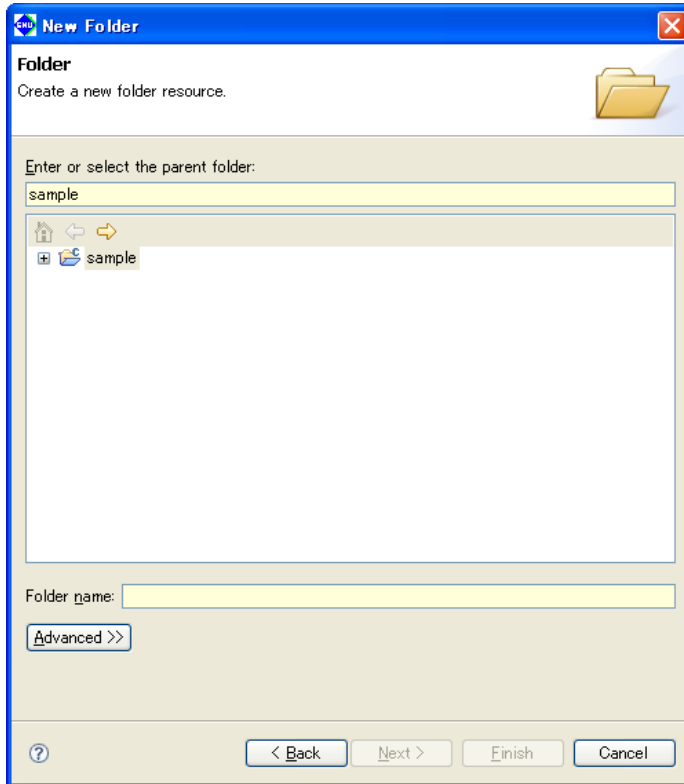 GNU New Folder
Folder
Create a new folder resource.
Enter or select the parent folder:
sample
C sample
Folder name:
Advanced >>
? < Back Next > Finish Cancel